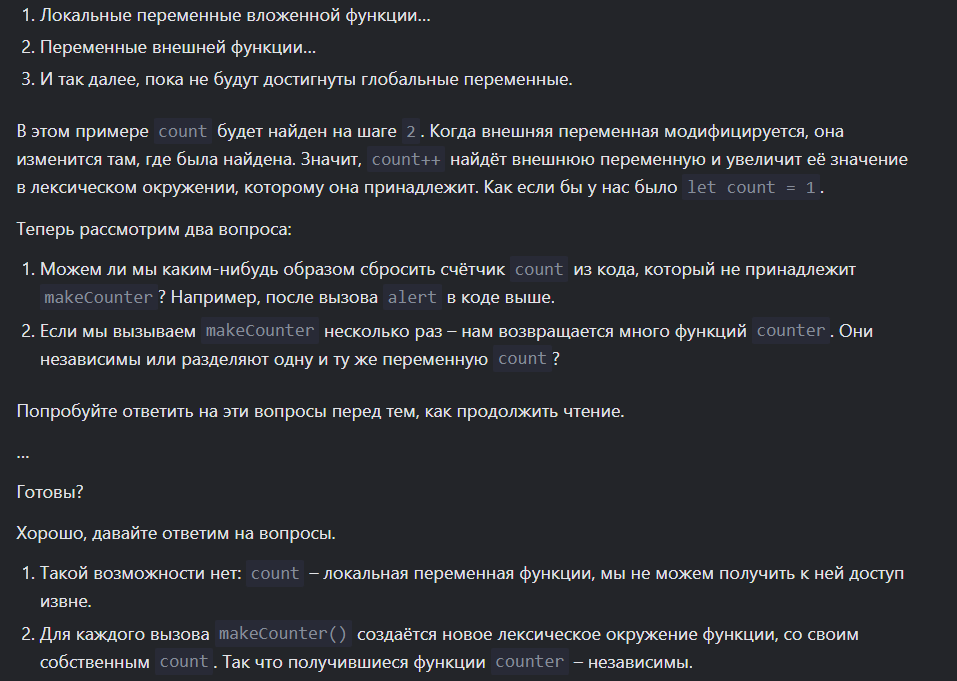 1. Локальные переменные вложенной функции...
2. Переменные внешней функции...
3. И так далее, пока не будут достигнуты глобальные переменные.
В этом примере count будет найден на шаге 2. Когда внешняя переменная модифицируется, она
изменится там, где была найдена. Значит, count++ найдёт внешнюю переменную и увеличит её значение
в лексическом окружении, которому она принадлежит. Как если бы у нас было let count = 1.
Теперь рассмотрим два вопроса:
1. Можем ли мы каким-нибудь образом сбросить счётчик count из кода, который не принадлежит
makeCounter? Например, после вызова alert в коде выше.
2. Если мы вызываем makeCounter несколько раз – нам возвращается много функций counter. Они
независимы или разделяют одну и ту же переменную count?
Попробуйте ответить на эти вопросы перед тем, как продолжить чтение.
...
Готовы?
Хорошо, давайте ответим на вопросы.
1. Такой возможности нет: count – локальная переменная функции, мы не можем получить к ней доступ
извне.
2. Для каждого вызова makeCounter() создаётся новое лексическое окружение функции, со своим
собственным count. Так что получившиеся функции counter – независимы.